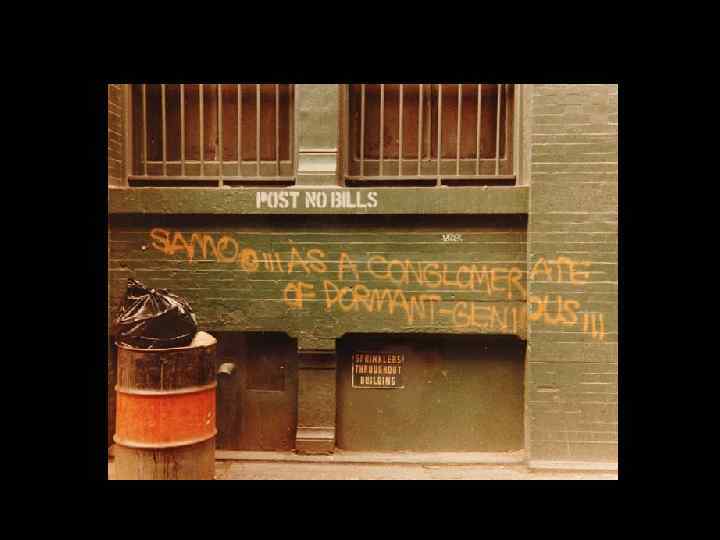 POST NO BILLS
SAMO©!!! AS A CONGLOMERATE
OF DORMANT-GENIOUS!!!
SPRINKLERS
THROUGHOUT
BUILDING